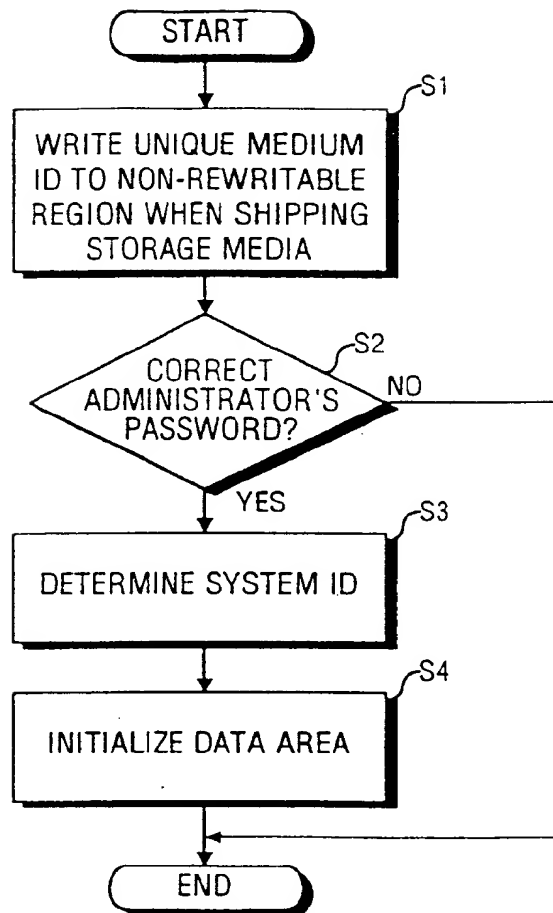 START
S1
WRITE UNIQUE MEDIUM
ID TO NON-REWRITABLE
REGION WHEN SHIPPING
STORAGE MEDIA
S2
CORRECT
ADMINISTRATOR'S
PASSWORD?
NO
YES
S3
DETERMINE SYSTEM ID
S4
INITIALIZE DATA AREA
END